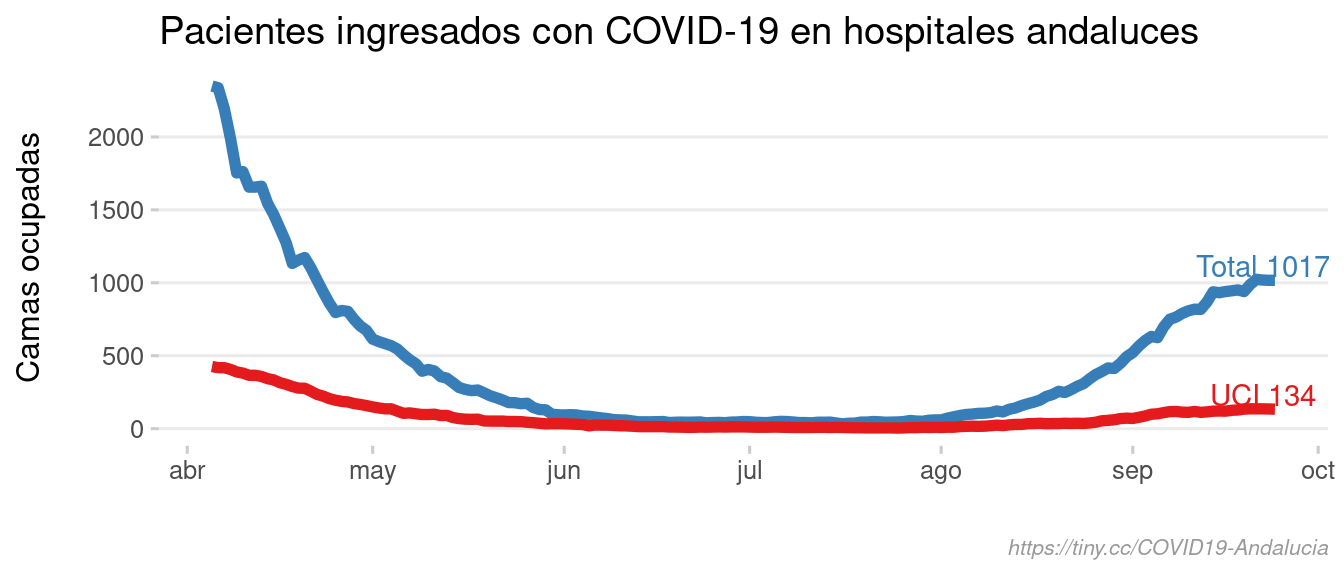 Pacientes ingresados con COVID-19 en hospitales andaluces
Camas ocupadas
2000
1500
1000
500
0
Total 1017
UCI 134
abr may jun jul ago sep oct
https://tiny.cc/COVID19-Andalucia